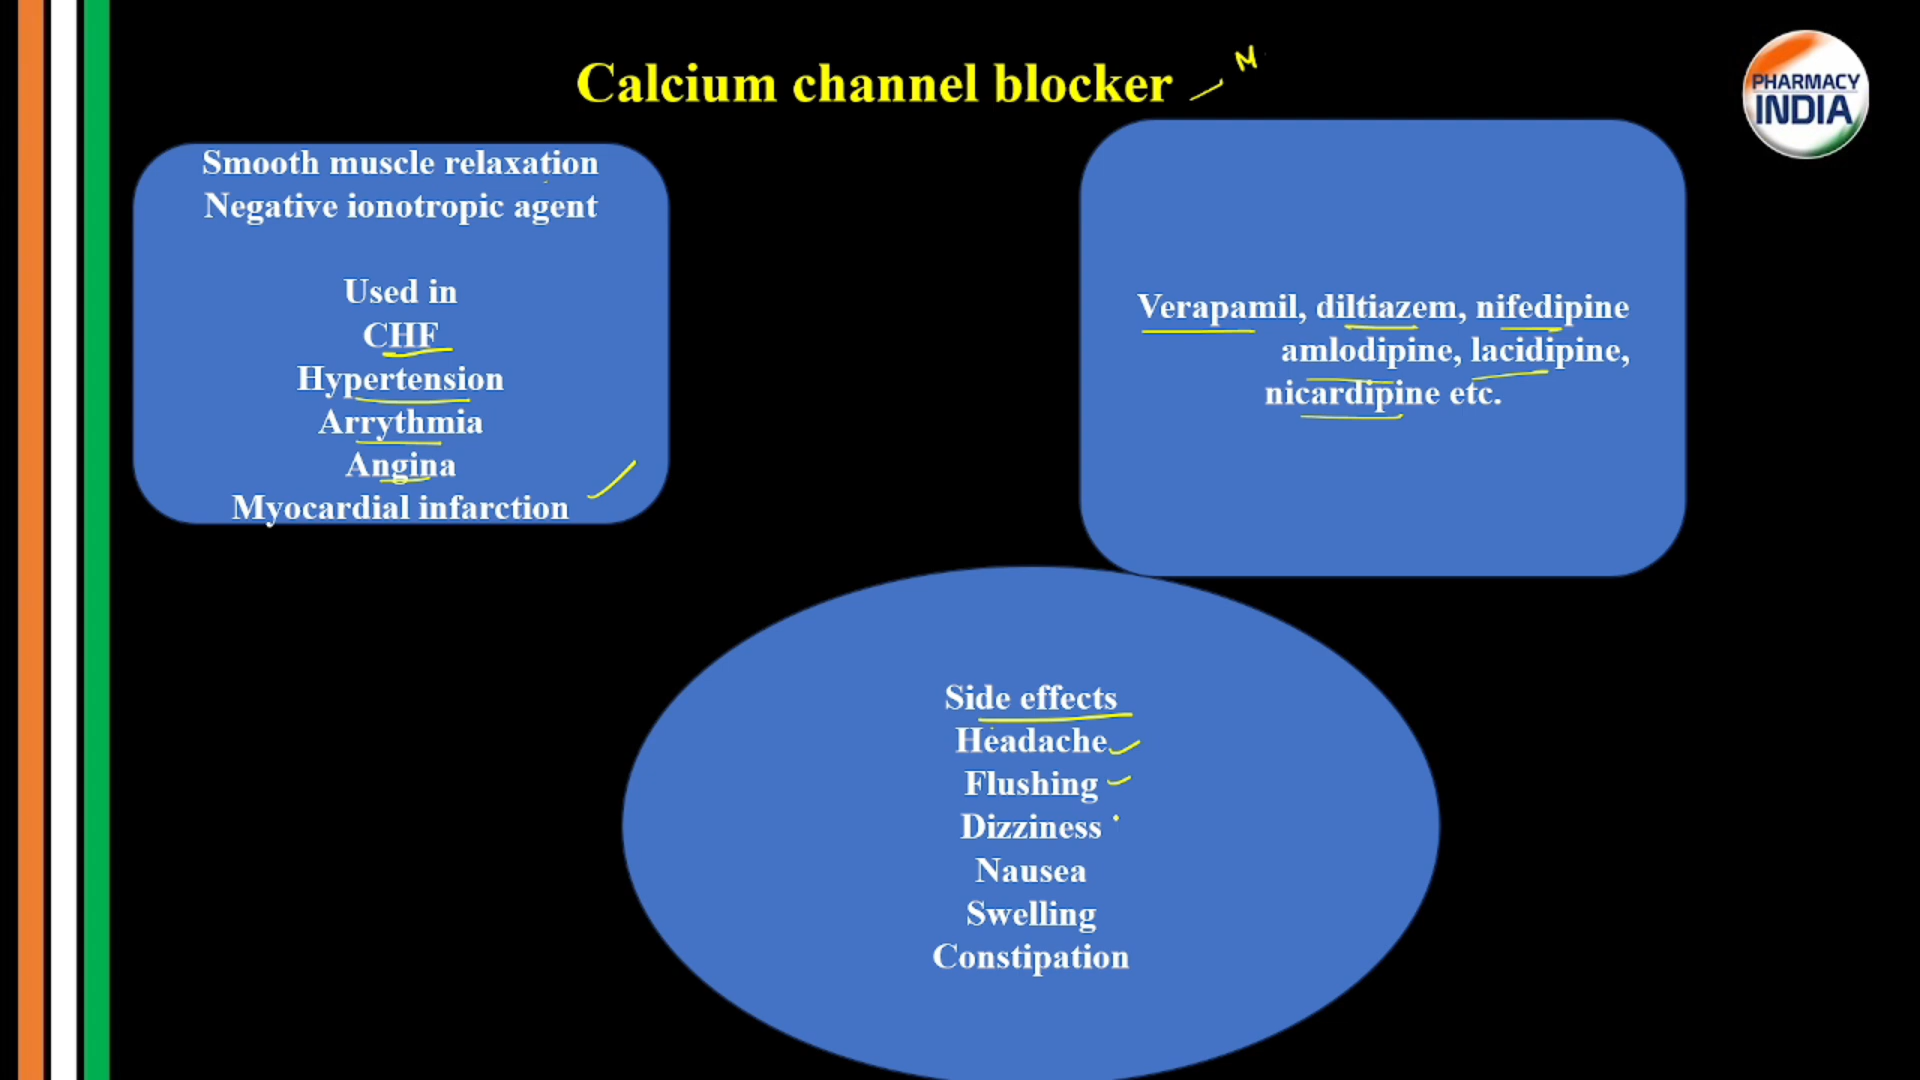 Calcium channel blocker
N
PHARMACY
INDIA
Smooth muscle relaxation
Negative ionotropic agent
Used in
CHF
Hypertension
Arrythmia
Angina
Myocardial infarction
Verapamil, diltiazem, nifedipine
amlodipine, lacidipine,
nicardipine etc.
Side effects
Headache
Flushing
Dizziness
Nausea
Swelling
Constipation